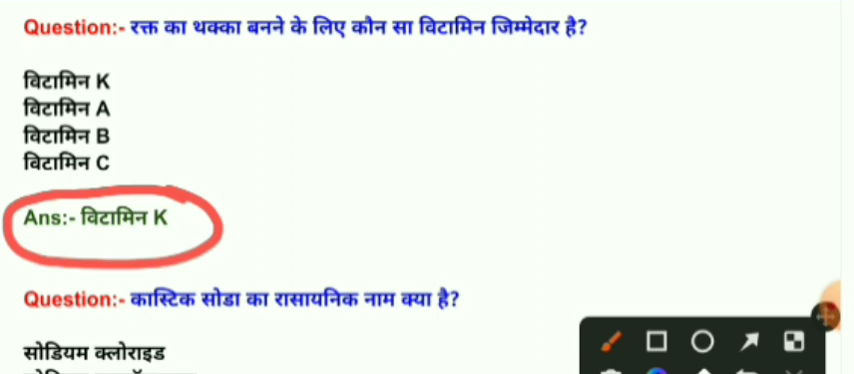 Question:- रक्त का थक्का बनने के लिए कौन सा विटामिन जिम्मेदार है?
विटामिन K
विटामिन A
विटामिन B
विटामिन C
Ans:- विटामिन K
Question:- कास्टिक सोडा का रासायनिक नाम क्या है?
सोडियम क्लोराइड